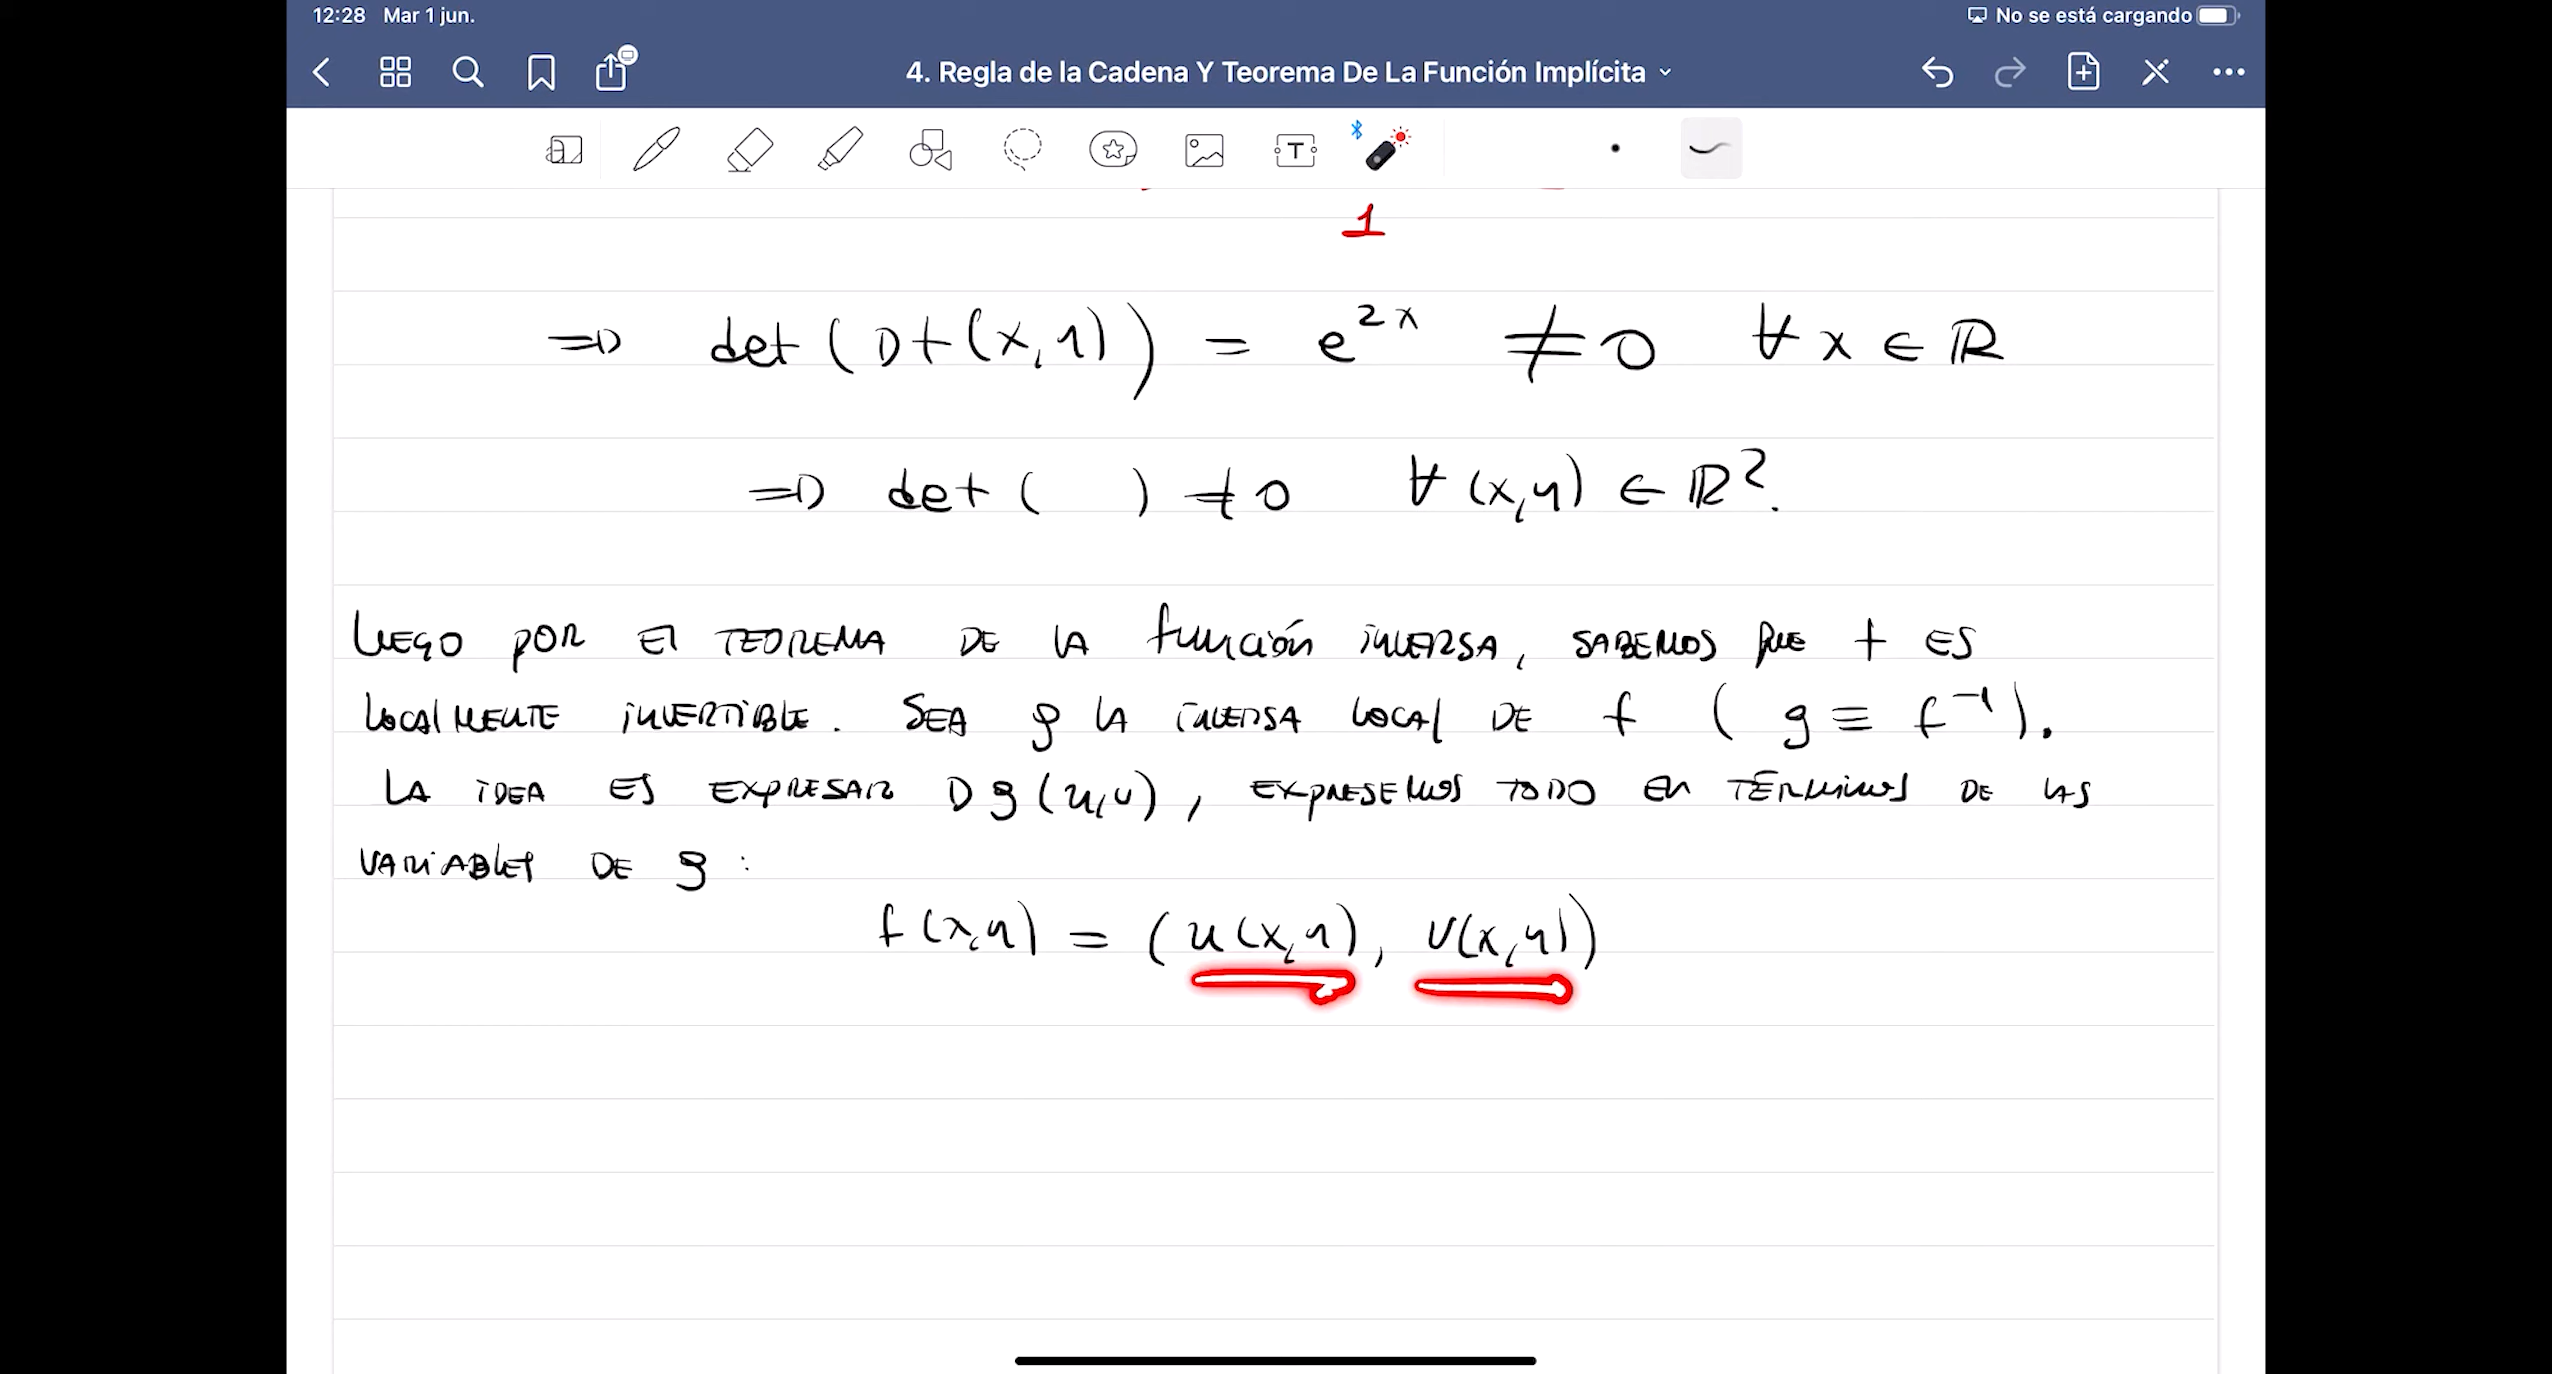 12:28 Mar 1 jun. No se está cargando
4. Regla de la Cadena Y Teorema De La Función Implícita
1
⇒ det (Df(x,y)) = e^{2x} ≠ 0 ∀ x ∈ ℝ
⇒ det ( ) ≠ 0 ∀ (x,y) ∈ ℝ².
LUEGO POR EL TEOREMA DE LA función INVERSA, SABEMOS QUE f ES
LOCALMENTE INVERTIBLE. SEA g LA INVERSA LOCAL DE f ( g ≡ f⁻¹ ).
LA IDEA ES EXPRESAR Dg(u,v), EXPRESEMOS TODO EN TÉRMINOS DE LAS
VARIABLES DE g :
f(x,y) = ( u(x,y), v(x,y))